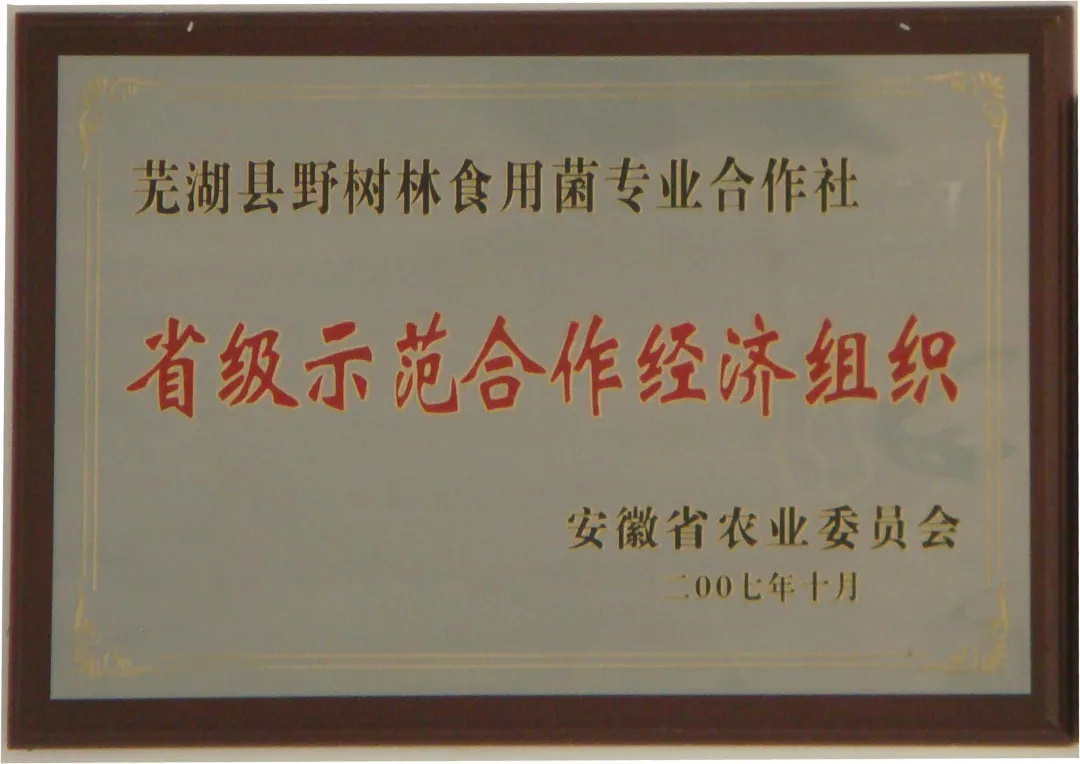 芜湖县野树林食用菌专业合作社
省级示范合作经济组织
安徽省农业委员会
二00七年十月